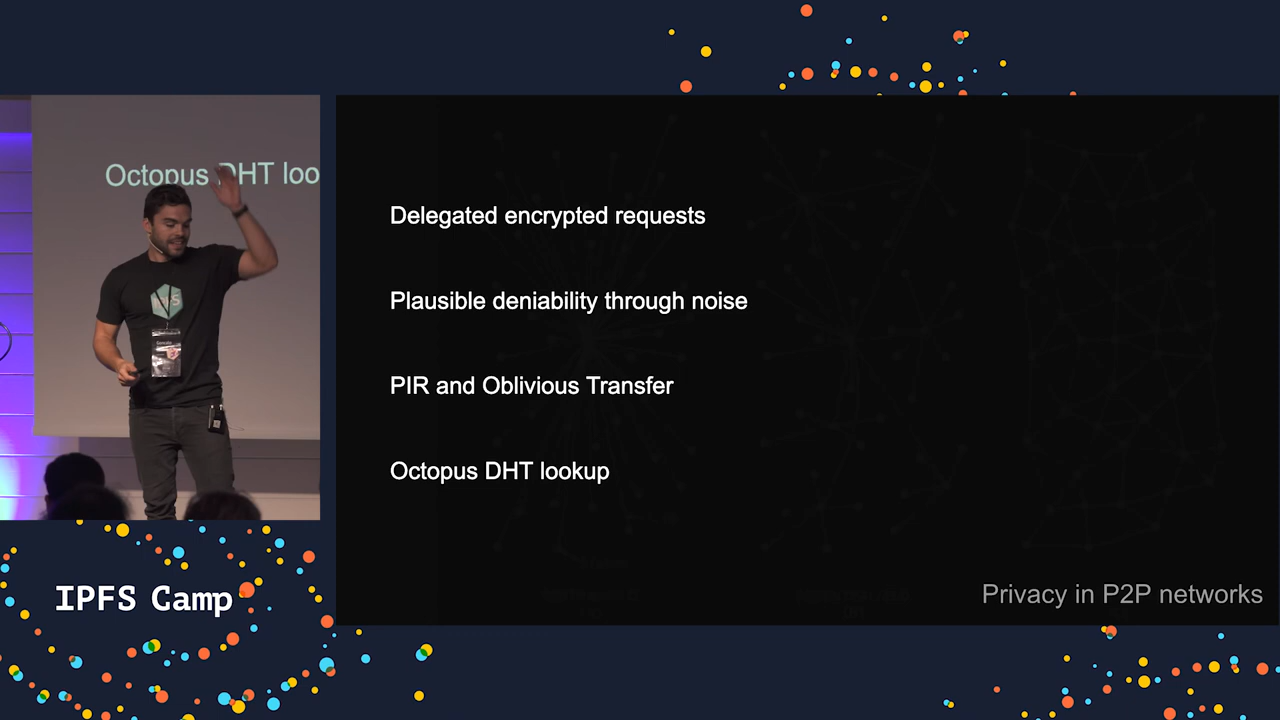 Octopus DHT loo
IPFS
Delegated encrypted requests
Plausible deniability through noise
PIR and Oblivious Transfer
Octopus DHT lookup
Privacy in P2P networks
IPFS Camp